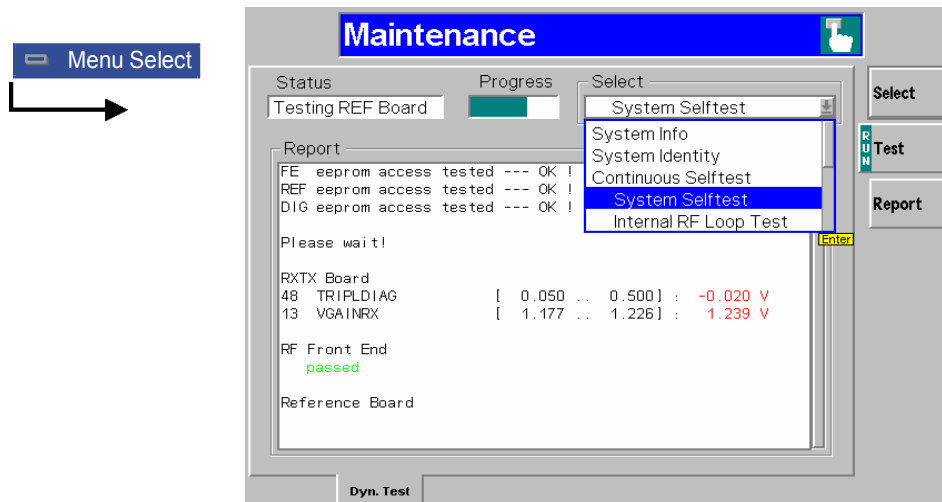 Menu Select
Maintenance
Status
Progress
Select
Testing REF Board
System Selftest
System Info
System Identity
Continuous Selftest
System Selftest
Internal RF Loop Test
Enter
Report
FE eeprom access tested --- OK !
REF eeprom access tested --- OK !
DIG eeprom access tested --- OK !
Please wait!
RXTX Board
48 TRIPLDIAG [ 0.050 .. 0.500] : -0.020 V
13 VGAINRX [ 1.177 .. 1.226] : 1.239 V
RF Front End
passed
Reference Board
Dyn. Test
Select
RUN
Test
Report